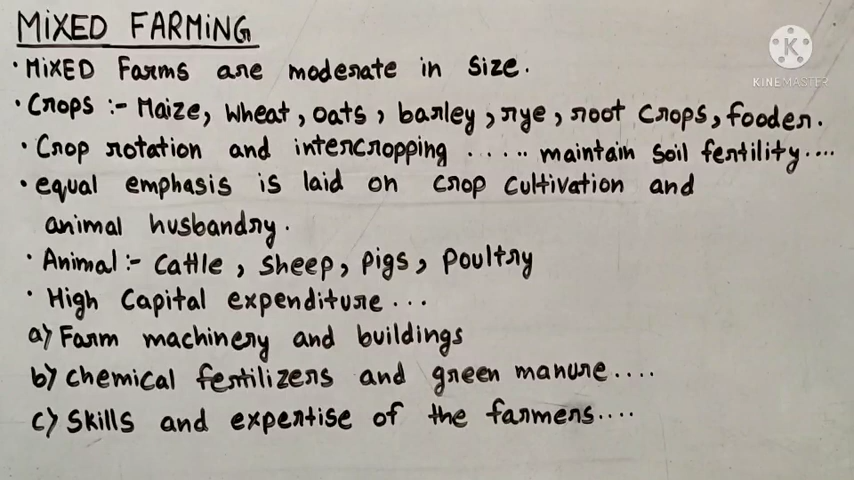 MIXED FARMING
• MIXED Farms are moderate in size.
• Crops :- Maize, wheat, oats, barley, rye, root crops, fooder.
• Crop rotation and intercropping ..... maintain soil fertility....
• equal emphasis is laid on crop cultivation and
animal husbandry.
• Animal :- cattle, sheep, pigs, poultry
• High Capital expenditure...
a) Farm machinery and buildings
b) chemical fertilizers and green manure....
c) Skills and expertise of the farmers....
K
KINEMASTER